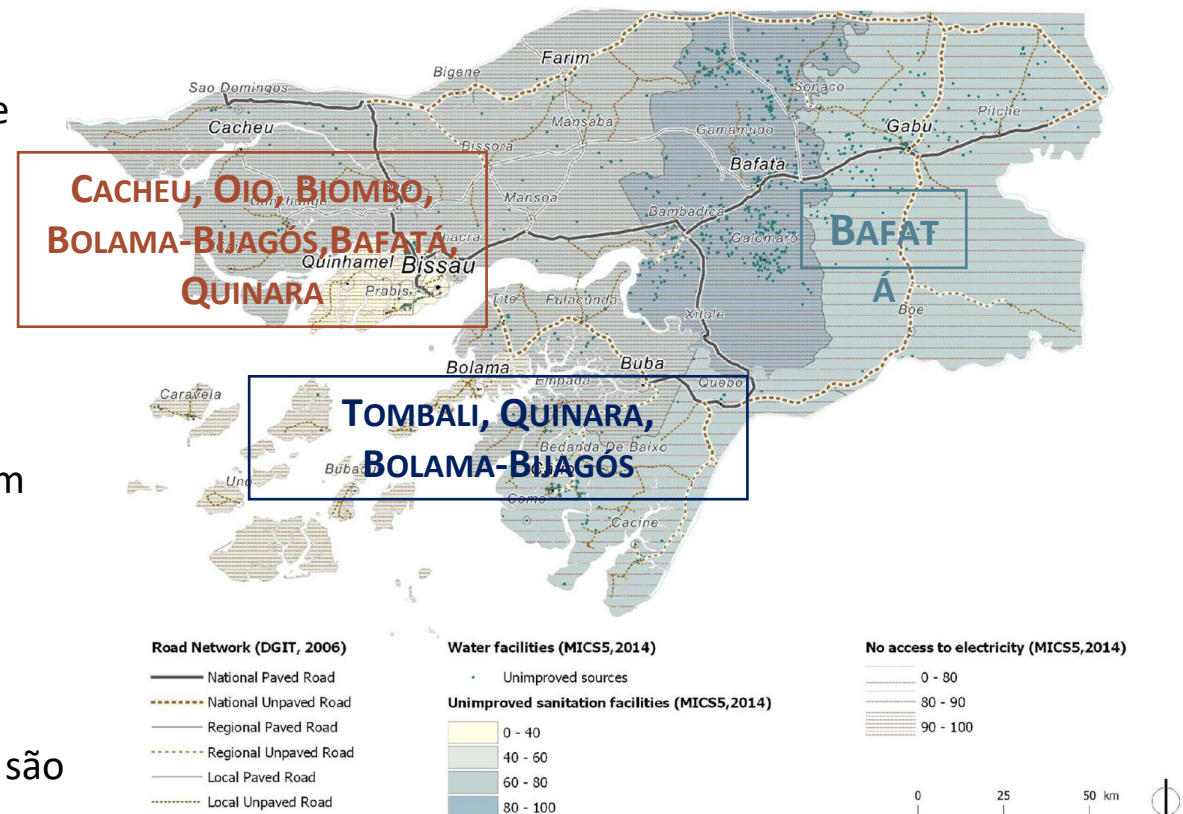 e
m
são
Sao Domingos
Bigene
Farim
Cacheu
Mansaba
Sonaco
Pitche
Gabu
Gamamudo
Bissora
Bafata
CACHEU, OIO, BIOMBO,
BOLAMA-BIJAGÓS,BAFATÁ,
QUINARA
Mansoa
Bambadica
Galomaro
BAFAT
Á
Quinhamel
Bissau
Prabis
Tite
Fulacunda
Xitole
Boe
Bolama
Buba
Caravela
Empada
Quebo
TOMBALI, QUINARA,
BOLAMA-BIJAGÓS
Bedanda De Baixo
Uno
Como
Cacine
Road Network (DGIT, 2006)
National Paved Road
National Unpaved Road
Regional Paved Road
Regional Unpaved Road
Local Paved Road
Local Unpaved Road
Water facilities (MICS5,2014)
Unimproved sources
Unimproved sanitation facilities (MICS5,2014)
0 - 40
40 - 60
60 - 80
80 - 100
No access to electricity (MICS5,2014)
0 - 80
80 - 90
90 - 100
0 25 50 km